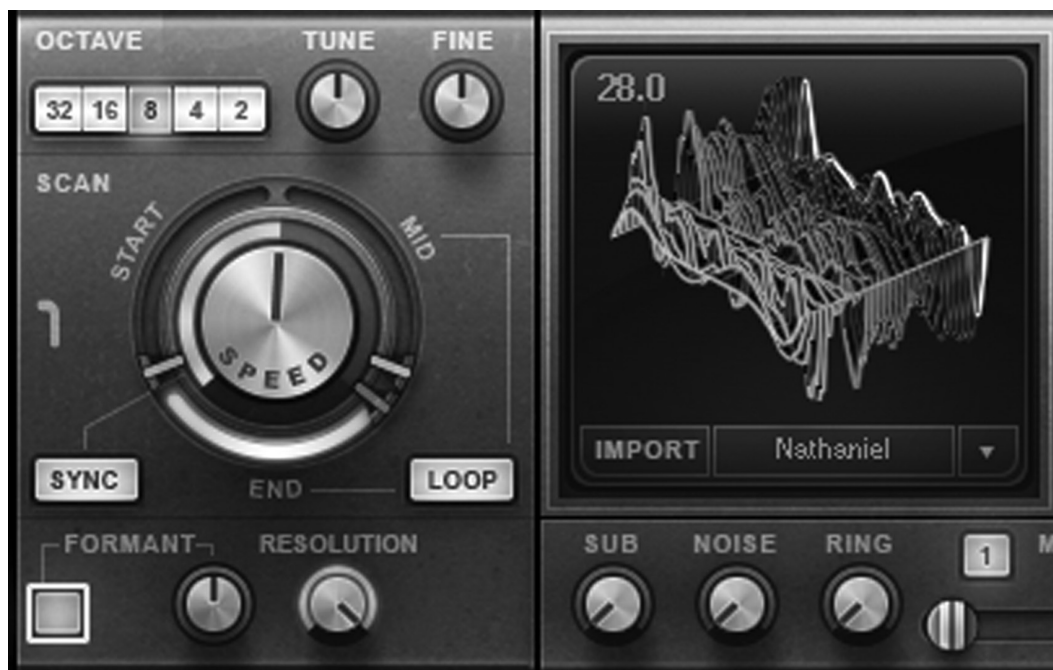 OCTAVE TUNE FINE
32 16 8 4 2
28.0
SCAN
START MID
SPEED
IMPORT Nathaniel
SYNC LOOP
END
FORMANT RESOLUTION
SUB NOISE RING 1